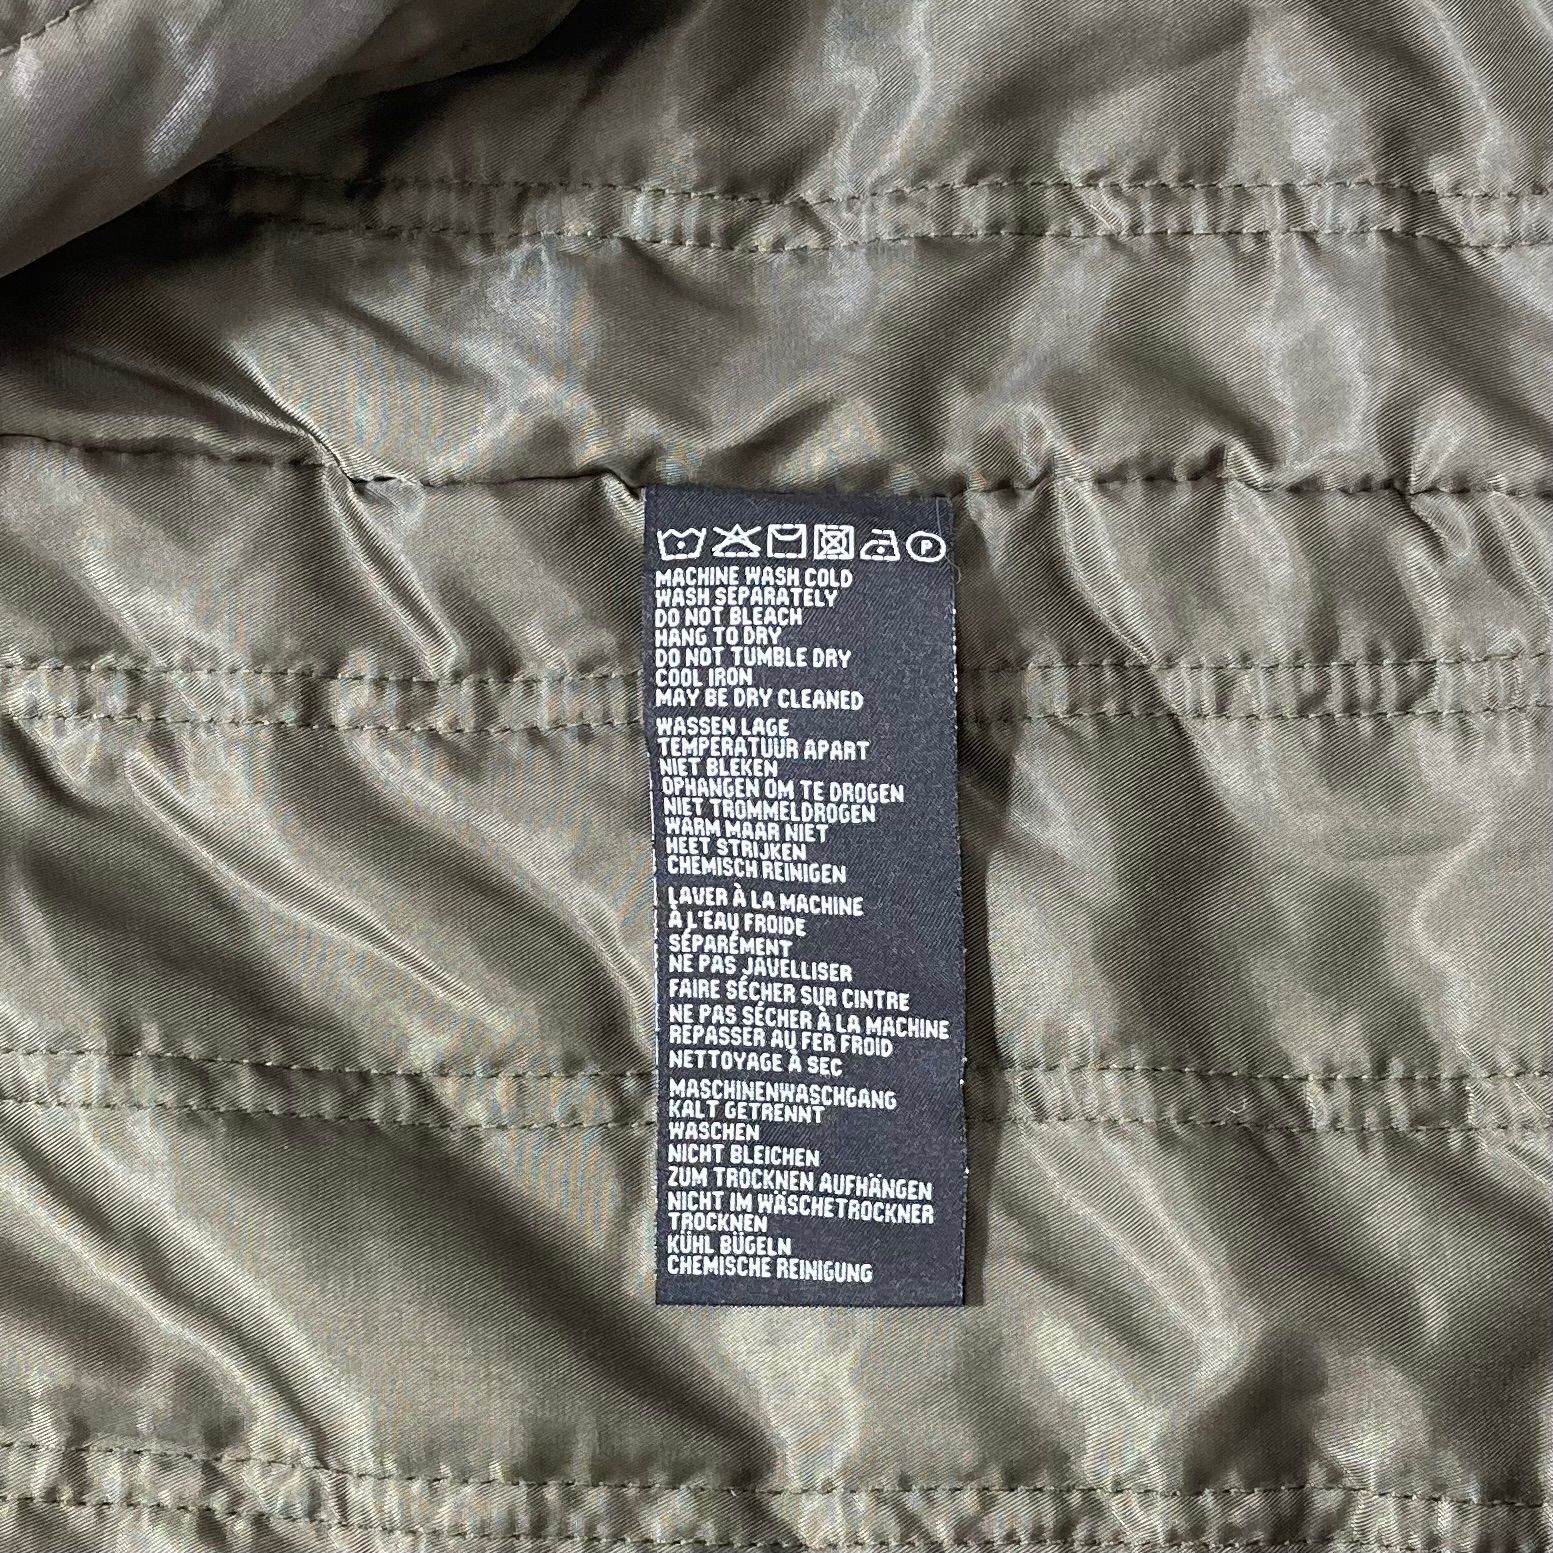 P
MACHINE WASH COLD
WASH SEPARATELY
DO NOT BLEACH
HANG TO DRY
DO NOT TUMBLE DRY
COOL IRON
MAY BE DRY CLEANED
WASSEN LAGE
TEMPERATUUR APART
NIET BLEKEN
OPHANGEN OM TE DROGEN
NIET TROMMELDROGEN
WARM MAAR NIET
HEET STRIJKEN
CHEMISCH REINIGEN
LAVER À LA MACHINE
À L'EAU FROIDE
SÉPARÉMENT
NE PAS JAVELLISER
FAIRE SÉCHER SUR CINTRE
NE PAS SÉCHER À LA MACHINE
REPASSER AU FER FROID
NETTOYAGE À SEC
MASCHINENWASCHGANG
KALT GETRENNT
WASCHEN
NICHT BLEICHEN
ZUM TROCKNEN AUFHÄNGEN
NICHT IM WÄSCHETROCKNER
TROCKNEN
KÜHL BÜGELN
CHEMISCHE REINIGUNG